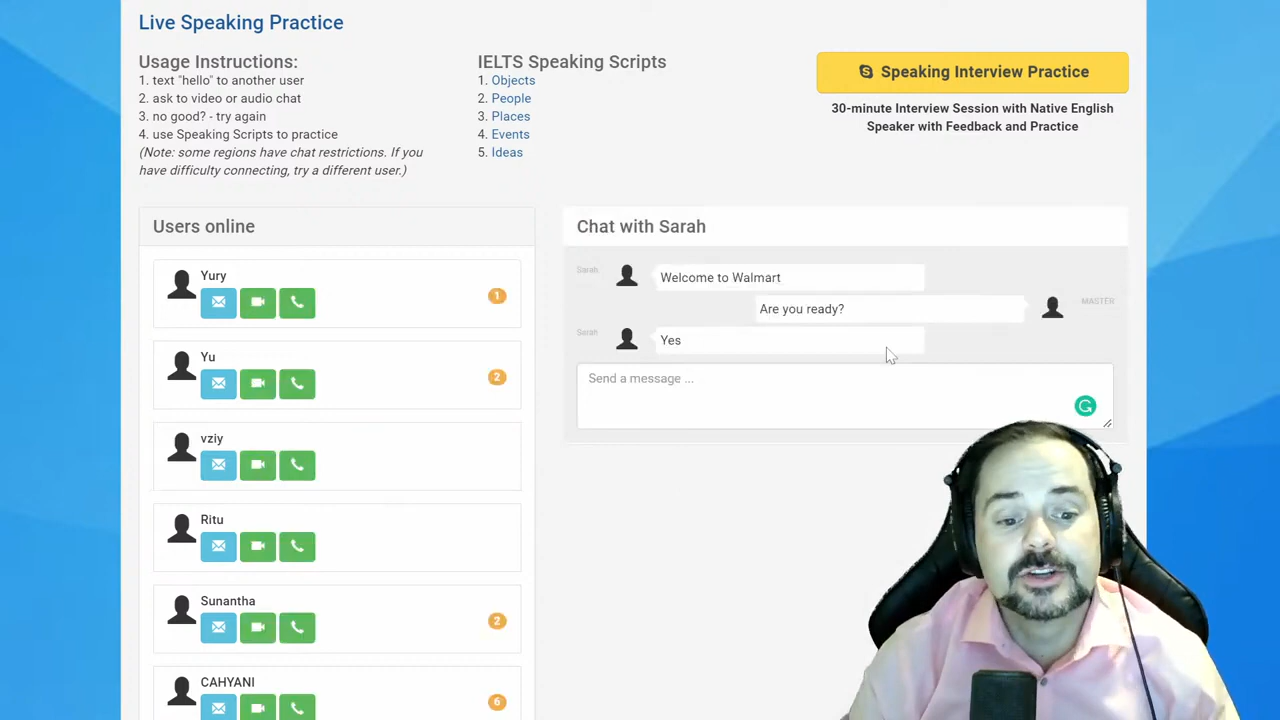 Live Speaking Practice
Usage Instructions:
1. text "hello" to another user
2. ask to video or audio chat
3. no good? - try again
4. use Speaking Scripts to practice
(Note: some regions have chat restrictions. If you
have difficulty connecting, try a different user.)
IELTS Speaking Scripts
1. Objects
2. People
3. Places
4. Events
5. Ideas
Speaking Interview Practice
30-minute Interview Session with Native English
Speaker with Feedback and Practice
Users online
Yury
1
Yu
2
vziy
Ritu
Sunantha
2
CAHYANI
6
Chat with Sarah
Sarah
Welcome to Walmart
Are you ready?
MASTER
Sarah
Yes
Send a message ...